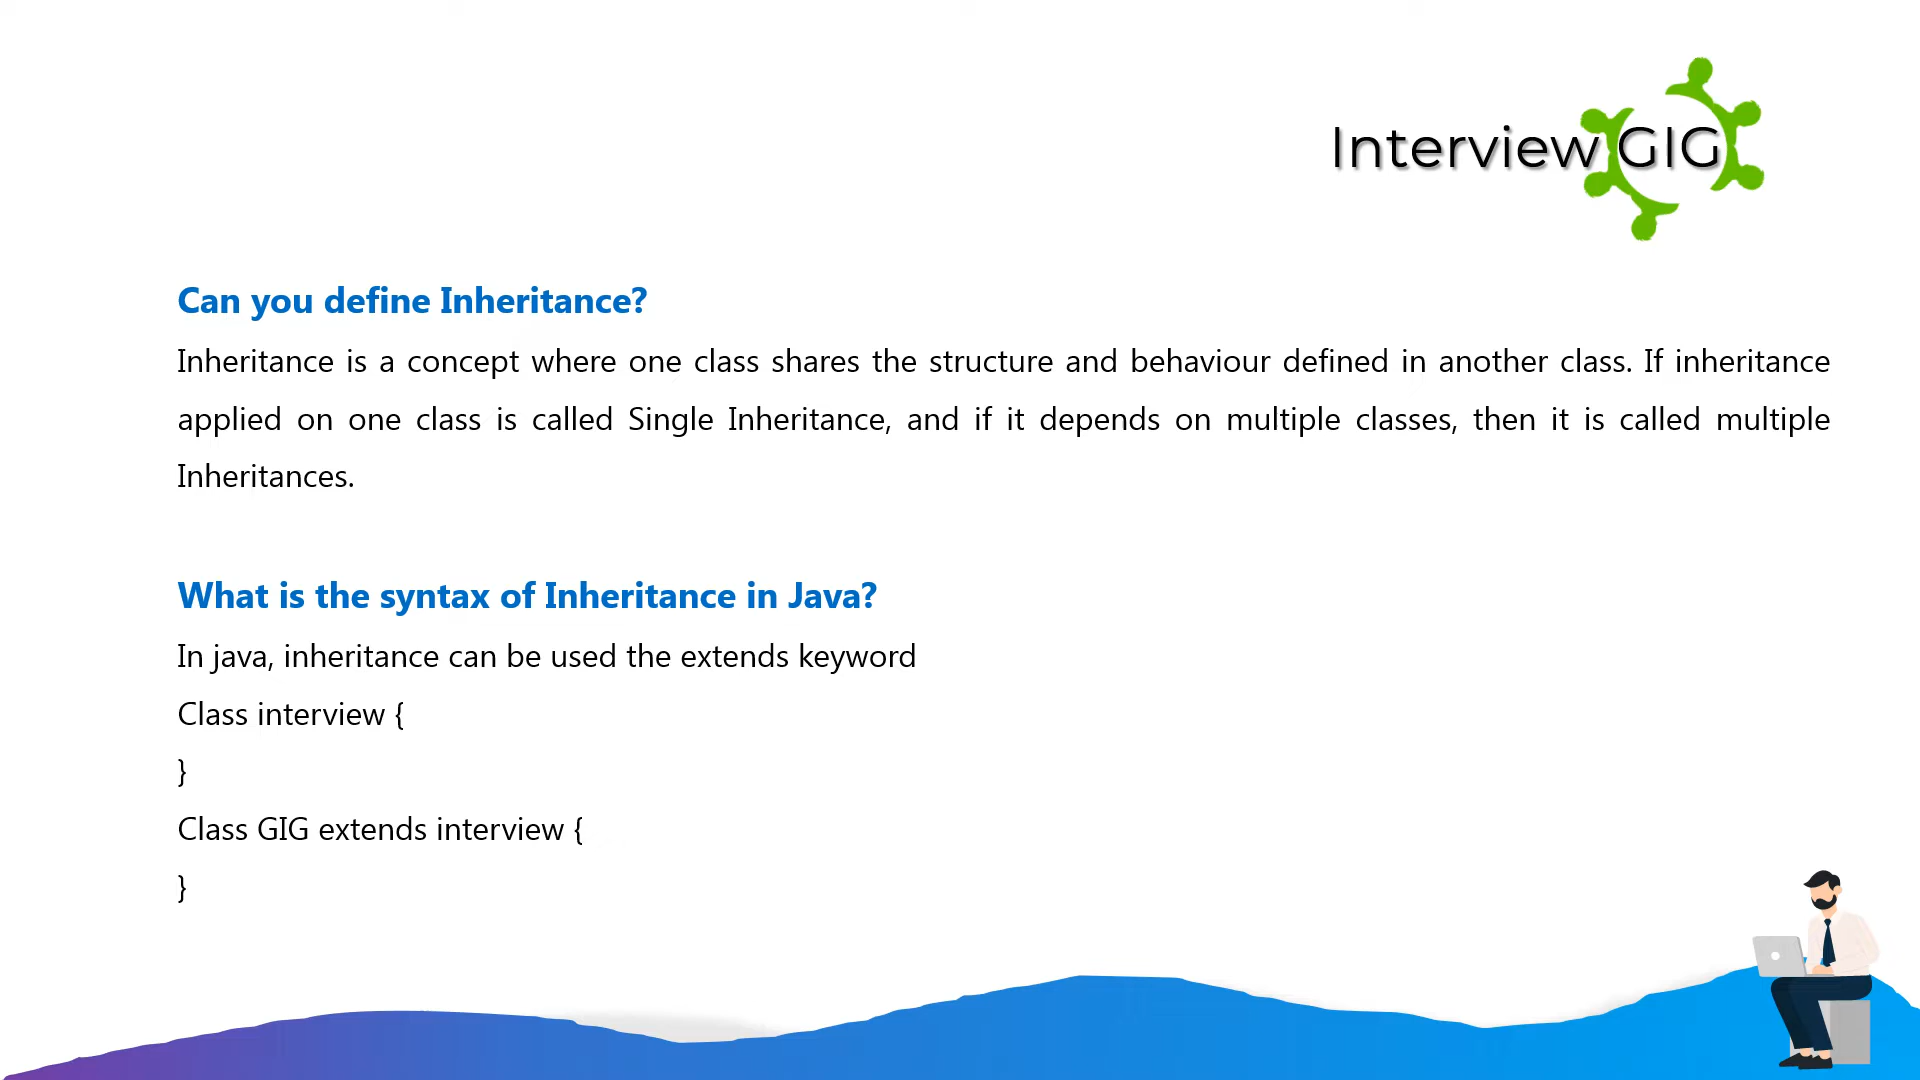 Interview GIG
Can you define Inheritance?
Inheritance is a concept where one class shares the structure and behaviour defined in another class. If inheritance
applied on one class is called Single Inheritance, and if it depends on multiple classes, then it is called multiple
Inheritances.
What is the syntax of Inheritance in Java?
In java, inheritance can be used the extends keyword
Class interview {
}
Class GIG extends interview {
}